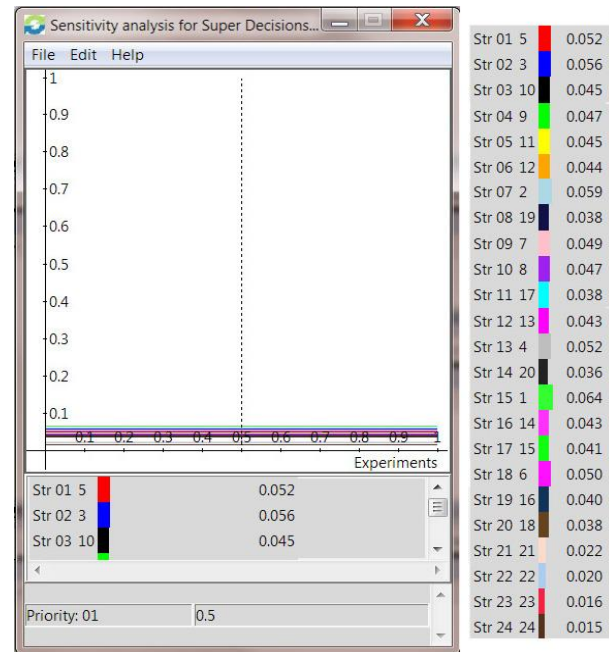 Sensitivity analysis for Super Decisions...
File Edit Help
1
0.9
0.8
0.7
0.6
0.5
0.4
0.3
0.2
0.1
0.1 0.2 0.3 0.4 0.5 0.6 0.7 0.8 0.9 1
Experiments
Str 01 5 0.052
Str 02 3 0.056
Str 03 10 0.045
Priority: 01 0.5
Str 01 5 0.052
Str 02 3 0.056
Str 03 10 0.045
Str 04 9 0.047
Str 05 11 0.045
Str 06 12 0.044
Str 07 2 0.059
Str 08 19 0.038
Str 09 7 0.049
Str 10 8 0.047
Str 11 17 0.038
Str 12 13 0.043
Str 13 4 0.052
Str 14 20 0.036
Str 15 1 0.064
Str 16 14 0.043
Str 17 15 0.041
Str 18 6 0.050
Str 19 16 0.040
Str 20 18 0.038
Str 21 21 0.022
Str 22 22 0.020
Str 23 23 0.016
Str 24 24 0.015